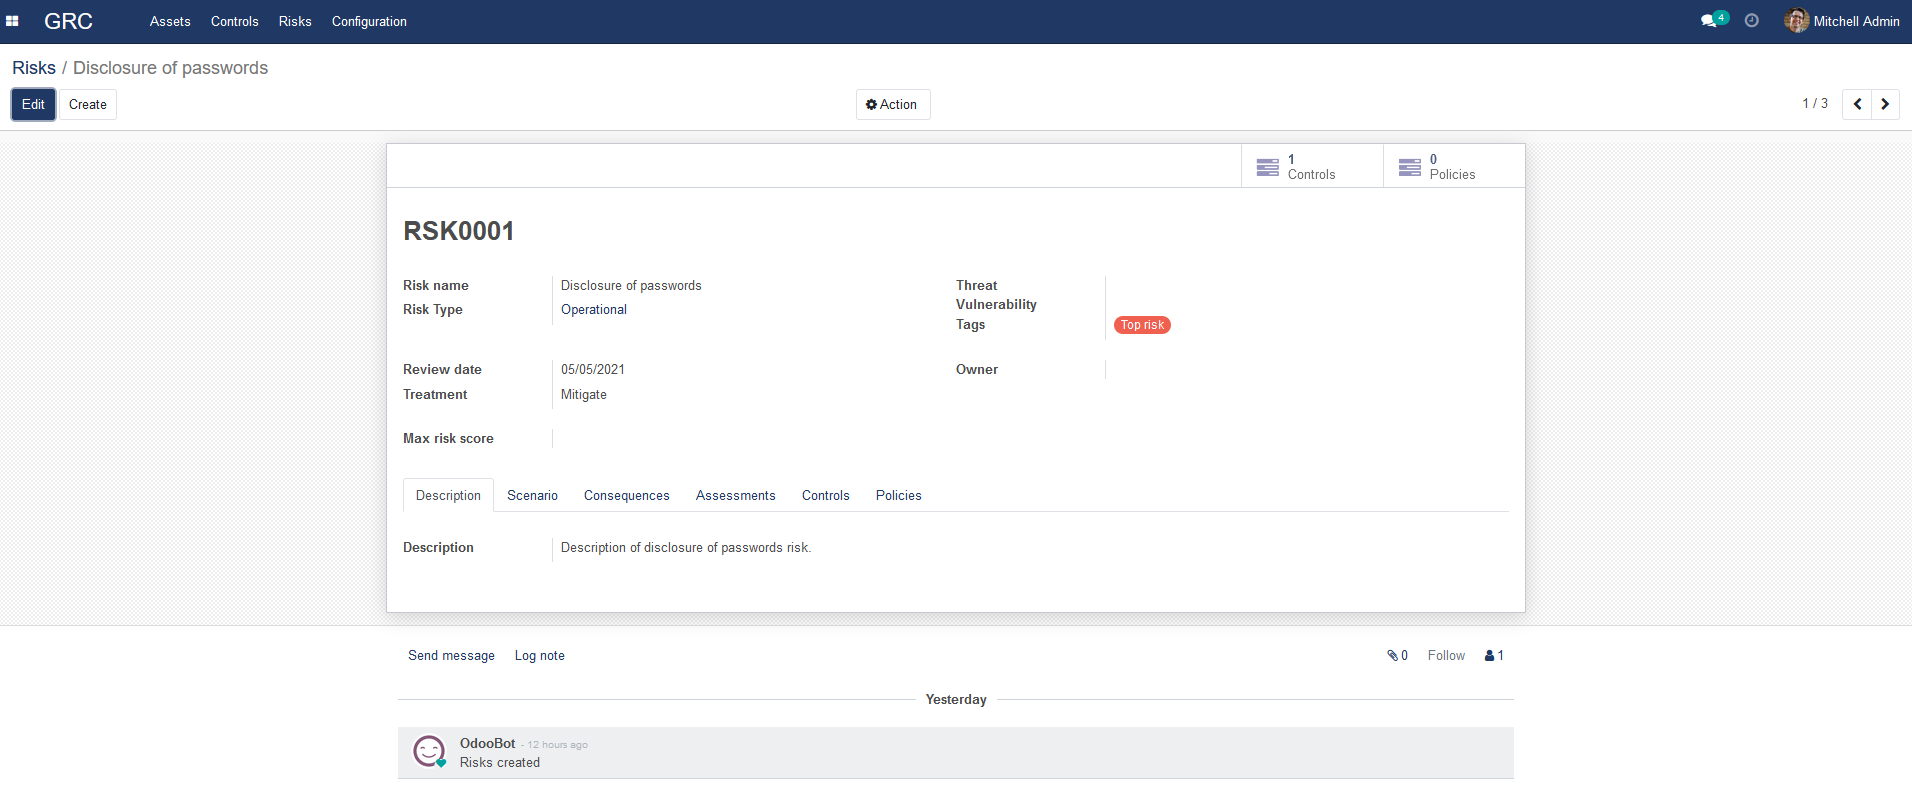 GRC Assets Controls Risks Configuration 4 Mitchell Admin
Risks / Disclosure of passwords
Edit Create Action 1 / 3
1 Controls
0 Policies
RSK0001
Risk name Disclosure of passwords
Risk Type Operational
Threat
Vulnerability
Tags Top risk
Review date 05/05/2021
Treatment Mitigate
Owner
Max risk score
Description Scenario Consequences Assessments Controls Policies
Description Description of disclosure of passwords risk.
Send message Log note 0 Follow 1
Yesterday
OdooBot - 12 hours ago
Risks created